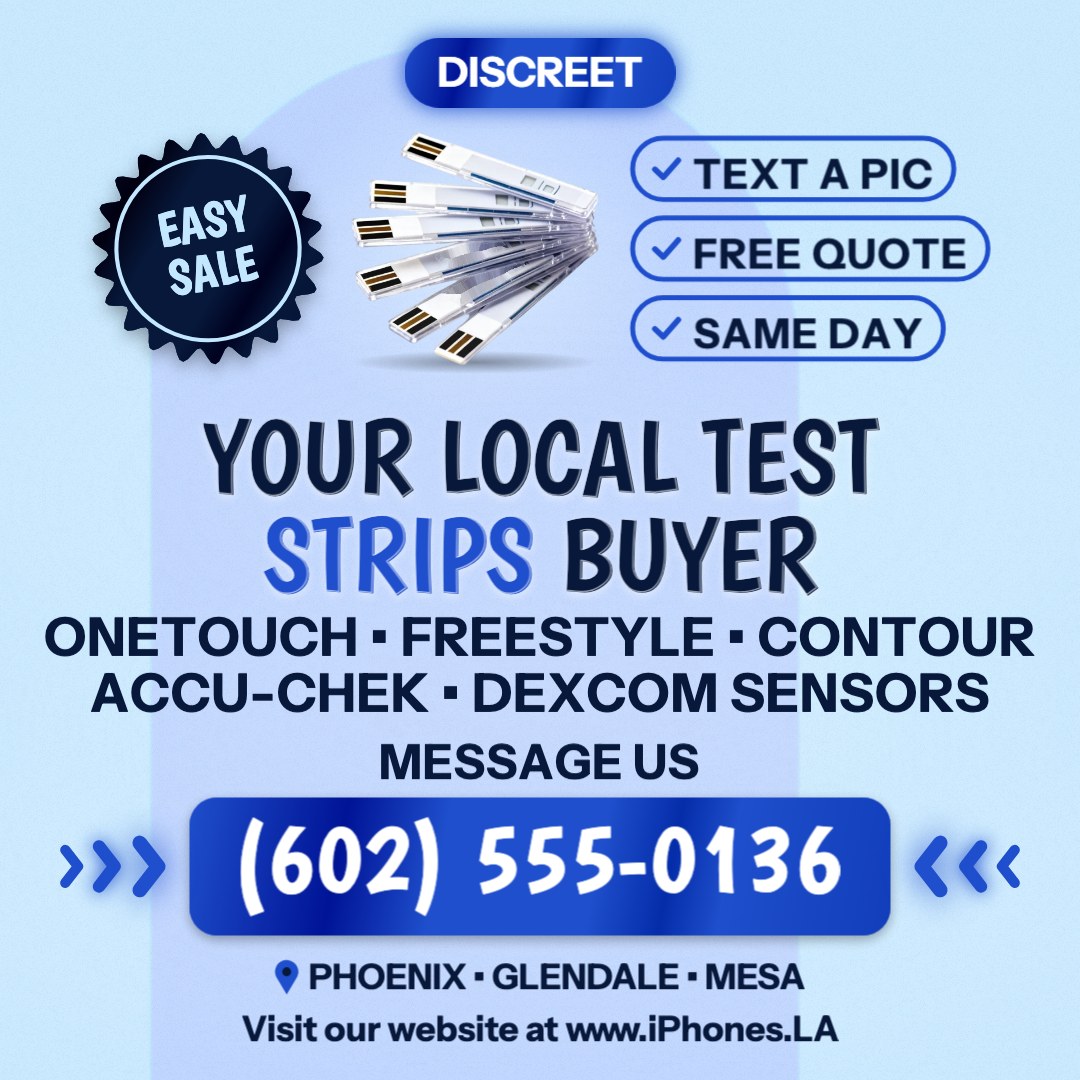 DISCREET
EASY
SALE
TEXT A PIC
FREE QUOTE
SAME DAY
YOUR LOCAL TEST
STRIPS BUYER
ONETOUCH ▪ FREESTYLE ▪ CONTOUR
ACCU-CHEK ▪ DEXCOM SENSORS
MESSAGE US
(602) 555-0136
PHOENIX ▪ GLENDALE ▪ MESA
Visit our website at www.iPhones.LA